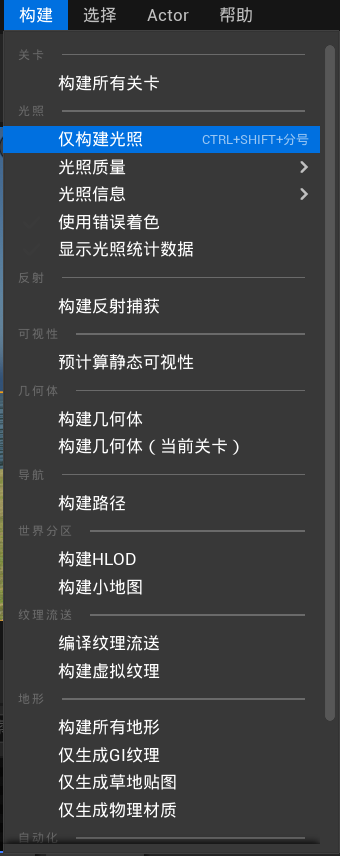 构建 选择 Actor 帮助
关卡
构建所有关卡
光照
仅构建光照 CTRL+SHIFT+分号
光照质量
光照信息
使用错误着色
显示光照统计数据
反射
构建反射捕获
可视性
预计算静态可视性
几何体
构建几何体
构建几何体（当前关卡）
导航
构建路径
世界分区
构建HLOD
构建小地图
纹理流送
编译纹理流送
构建虚拟纹理
地形
构建所有地形
仅生成GI纹理
仅生成草地贴图
仅生成物理材质
自动化